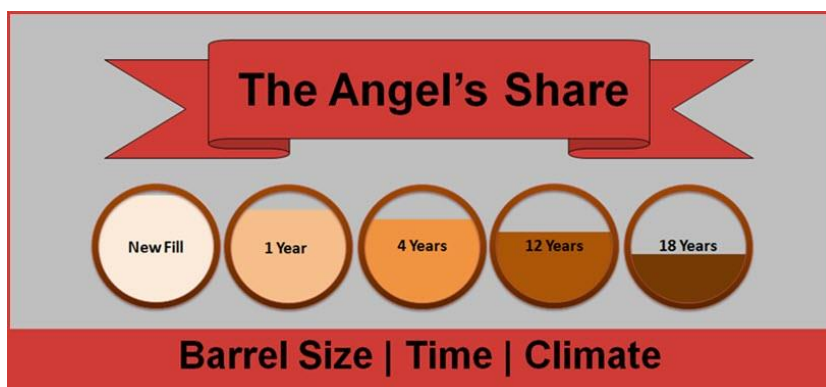 The Angel's Share
New Fill
1 Year
4 Years
12 Years
18 Years
Barrel Size | Time | Climate